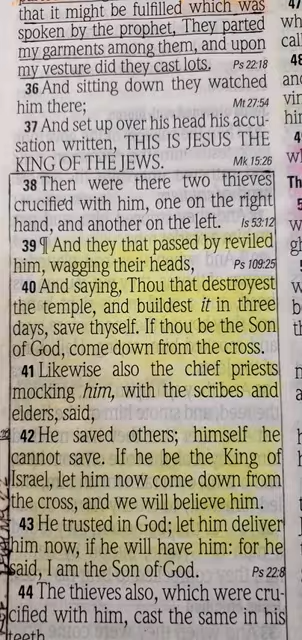 that it might be fulfilled which was
spoken by the prophet, They parted
my garments among them, and upon
my vesture did they cast lots. Ps 22:18
36 And sitting down they watched
him there; Mt 27:54
37 And set up over his head his accu-
sation written, THIS IS JESUS THE
KING OF THE JEWS. Mk 15:26
38 Then were there two thieves
crucified with him, one on the right
hand, and another on the left. Is 53:12
39 ¶ And they that passed by reviled
him, wagging their heads, Ps 109:25
40 And saying, Thou that destroyest
the temple, and buildest it in three
days, save thyself. If thou be the Son
of God, come down from the cross.
41 Likewise also the chief priests
mocking him, with the scribes and
elders, said,
42 He saved others; himself he
cannot save. If he be the King of
Israel, let him now come down from
the cross, and we will believe him.
43 He trusted in God; let him deliver
him now, if he will have him: for he
said, I am the Son of God. Ps 22:8
44 The thieves also, which were cru-
cified with him, cast the same in his
teeth
47
48